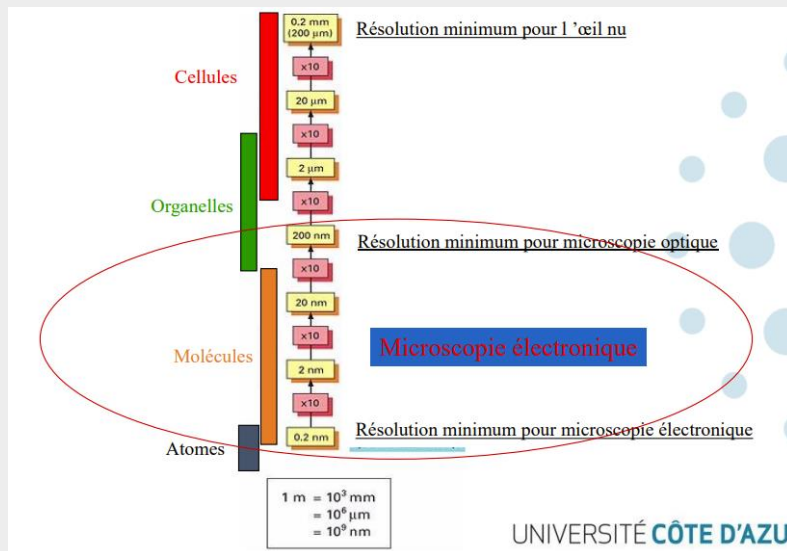 0.2 mm
(200 µm)
Résolution minimum pour l ’œil nu
x10
Cellules
20 µm
x10
2 µm
x10
Organelles
200 nm
Résolution minimum pour microscopie optique
x10
20 nm
x10
Microscopie électronique
Molécules
2 nm
x10
0.2 nm
Résolution minimum pour microscopie électronique
Atomes
1 m = 10³ mm
= 10⁶ µm
= 10⁹ nm
UNIVERSITÉ CÔTE D'AZU